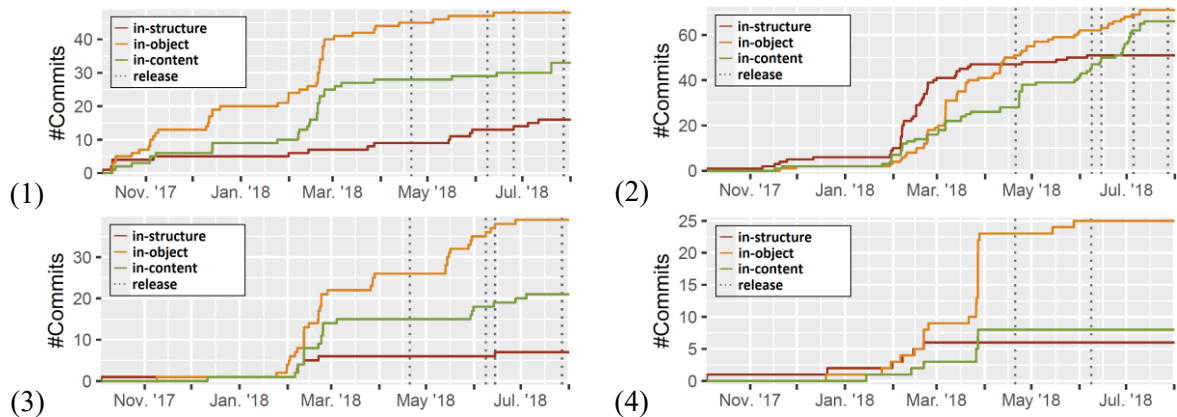 #Commits
40
30
20
10
0
in-structure
in-object
in-content
release
Nov. '17 Jan. '18 Mar. '18 May '18 Jul. '18
(1)
#Commits
60
40
20
0
in-structure
in-object
in-content
release
Nov. '17 Jan. '18 Mar. '18 May '18 Jul. '18
(2)
#Commits
30
20
10
0
in-structure
in-object
in-content
release
Nov. '17 Jan. '18 Mar. '18 May '18 Jul. '18
(3)
#Commits
25
20
15
10
5
0
in-structure
in-object
in-content
release
Nov. '17 Jan. '18 Mar. '18 May '18 Jul. '18
(4)